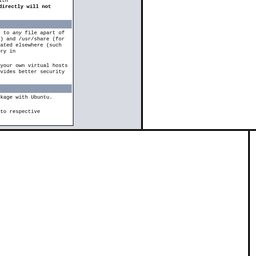 directly will not
to any file apart of
) and /usr/share (for
ated elsewhere (such
ry in
your own virtual hosts
vides better security
kage with Ubuntu.
to respective